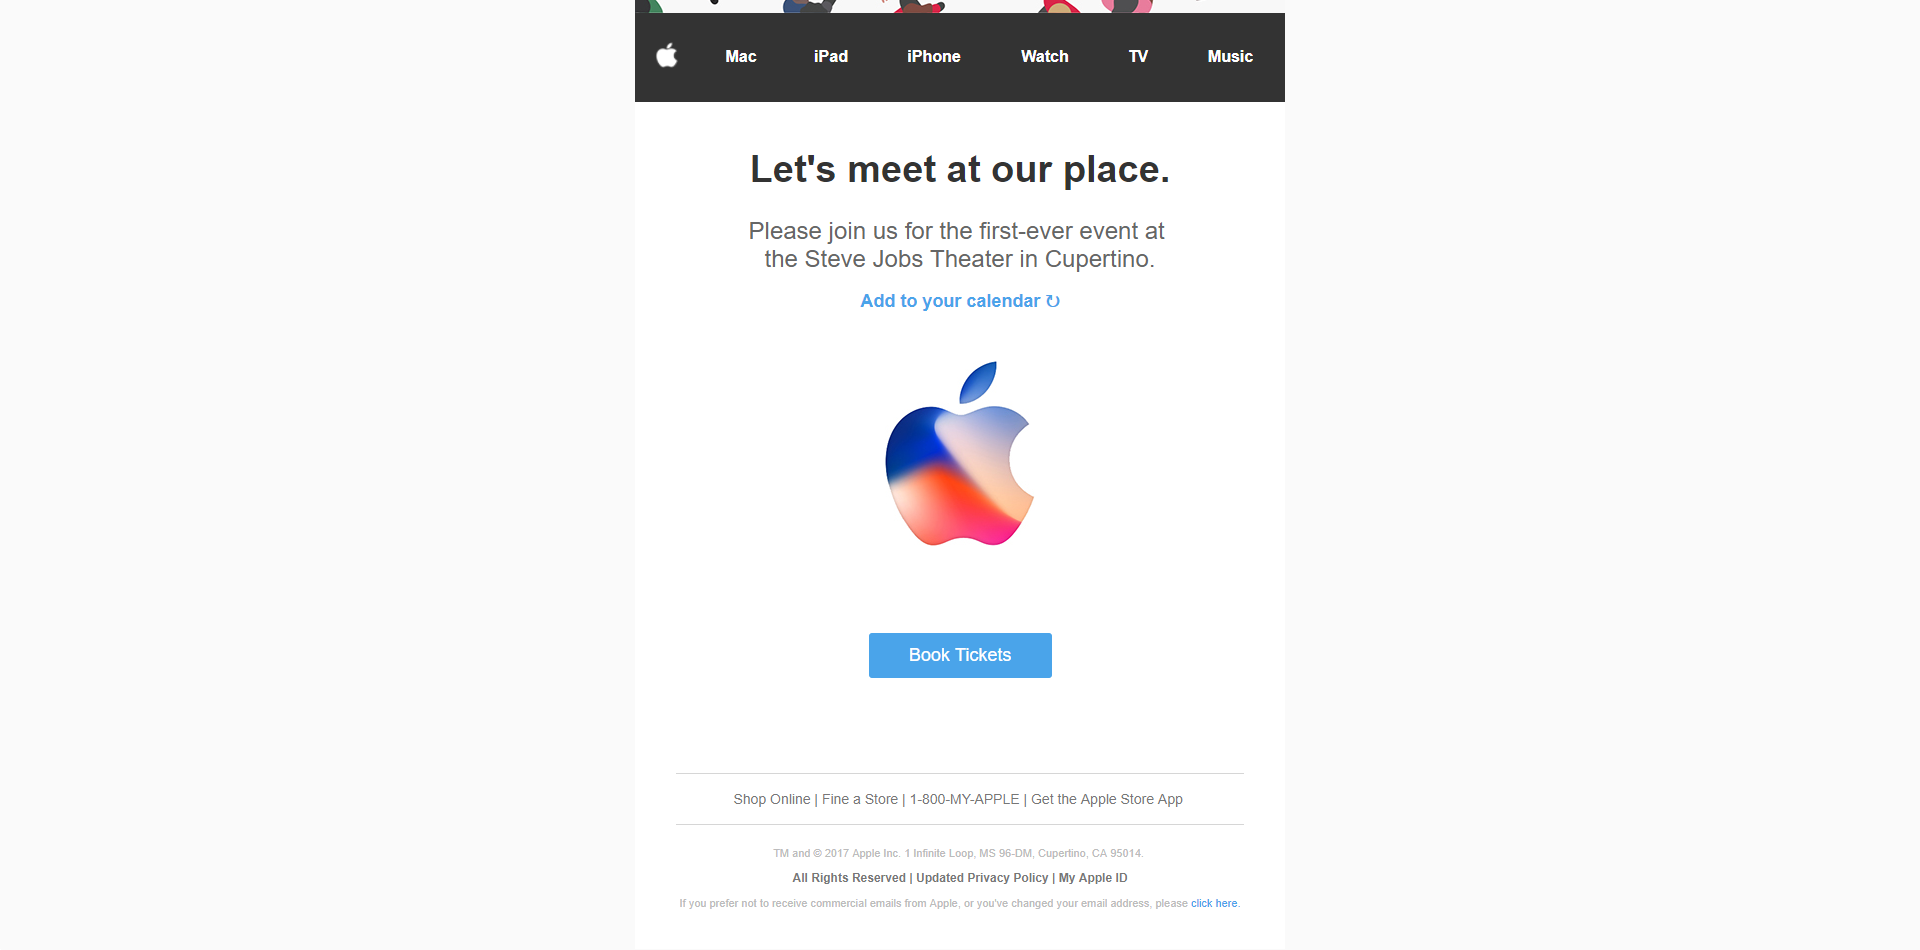 Mac iPad iPhone Watch TV Music
Let's meet at our place.
Please join us for the first-ever event at
the Steve Jobs Theater in Cupertino.
Add to your calendar ↻
Book Tickets
Shop Online | Fine a Store | 1-800-MY-APPLE | Get the Apple Store App
TM and © 2017 Apple Inc. 1 Infinite Loop, MS 96-DM, Cupertino, CA 95014.
All Rights Reserved | Updated Privacy Policy | My Apple ID
If you prefer not to receive commercial emails from Apple, or you've changed your email address, please click here.